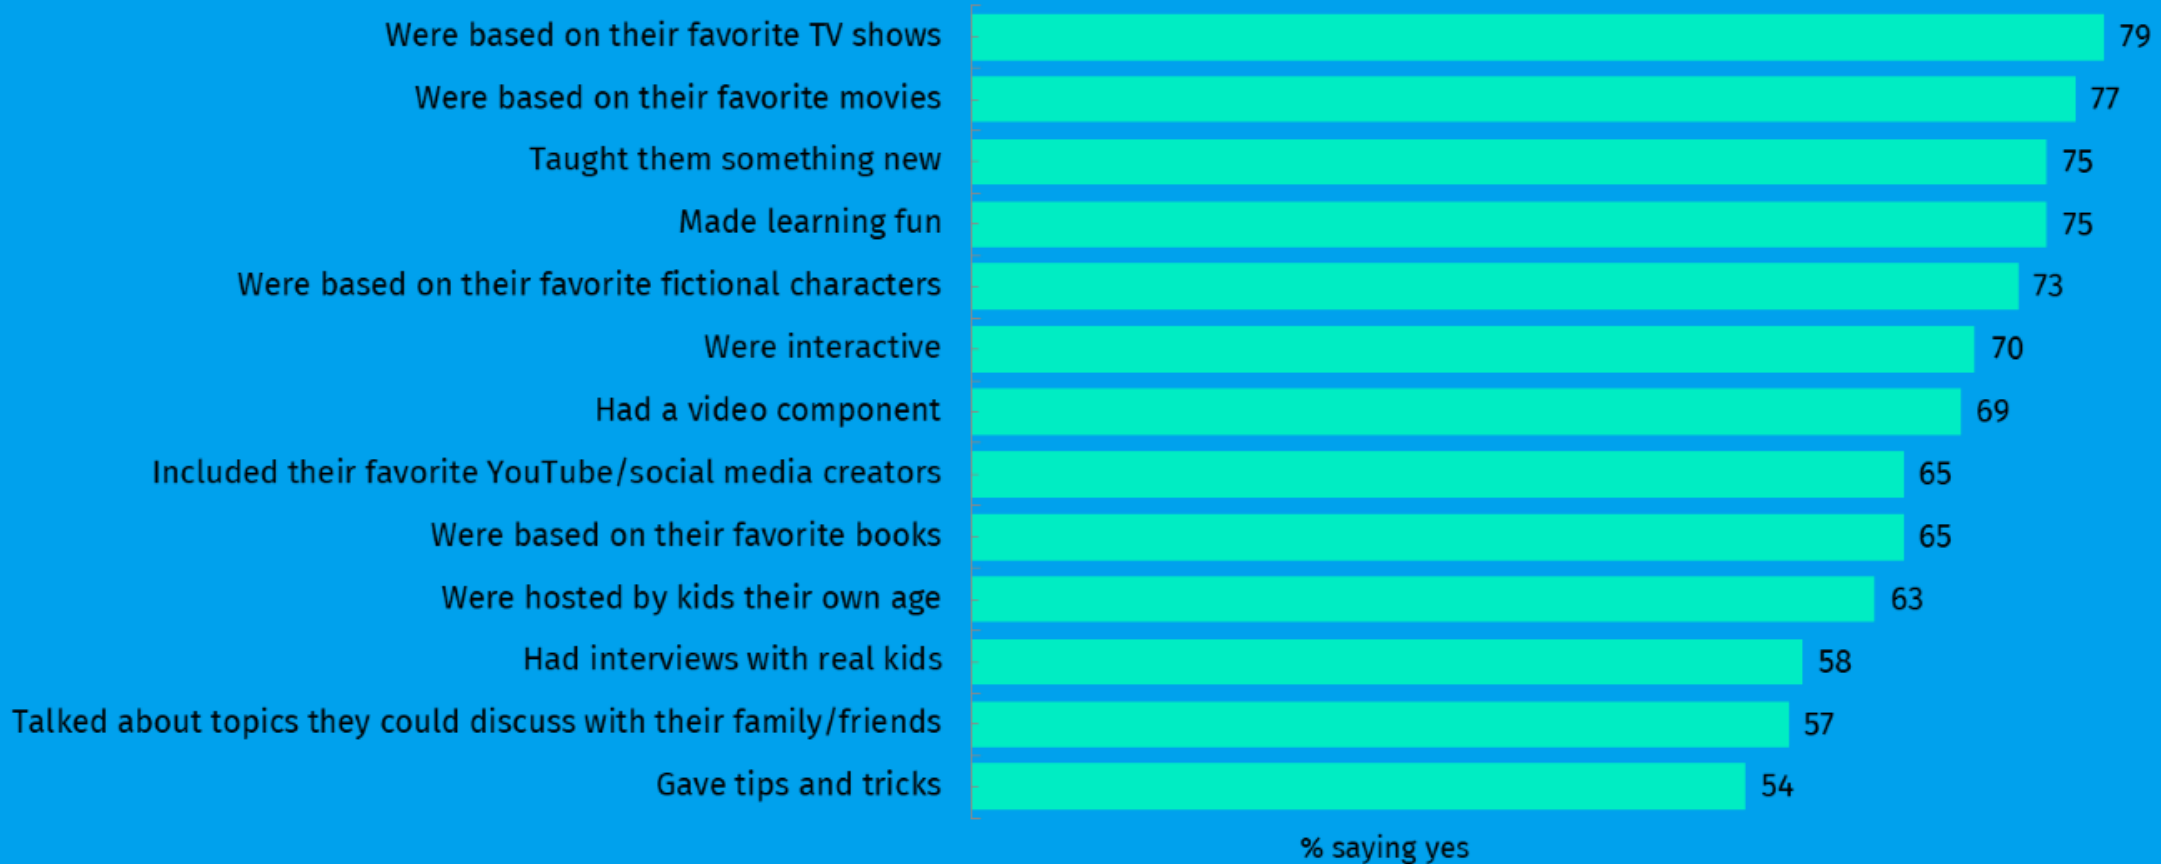 Were based on their favorite TV shows 79
Were based on their favorite movies 77
Taught them something new 75
Made learning fun 75
Were based on their favorite fictional characters 73
Were interactive 70
Had a video component 69
Included their favorite YouTube/social media creators 65
Were based on their favorite books 65
Were hosted by kids their own age 63
Had interviews with real kids 58
Talked about topics they could discuss with their family/friends 57
Gave tips and tricks 54
% saying yes